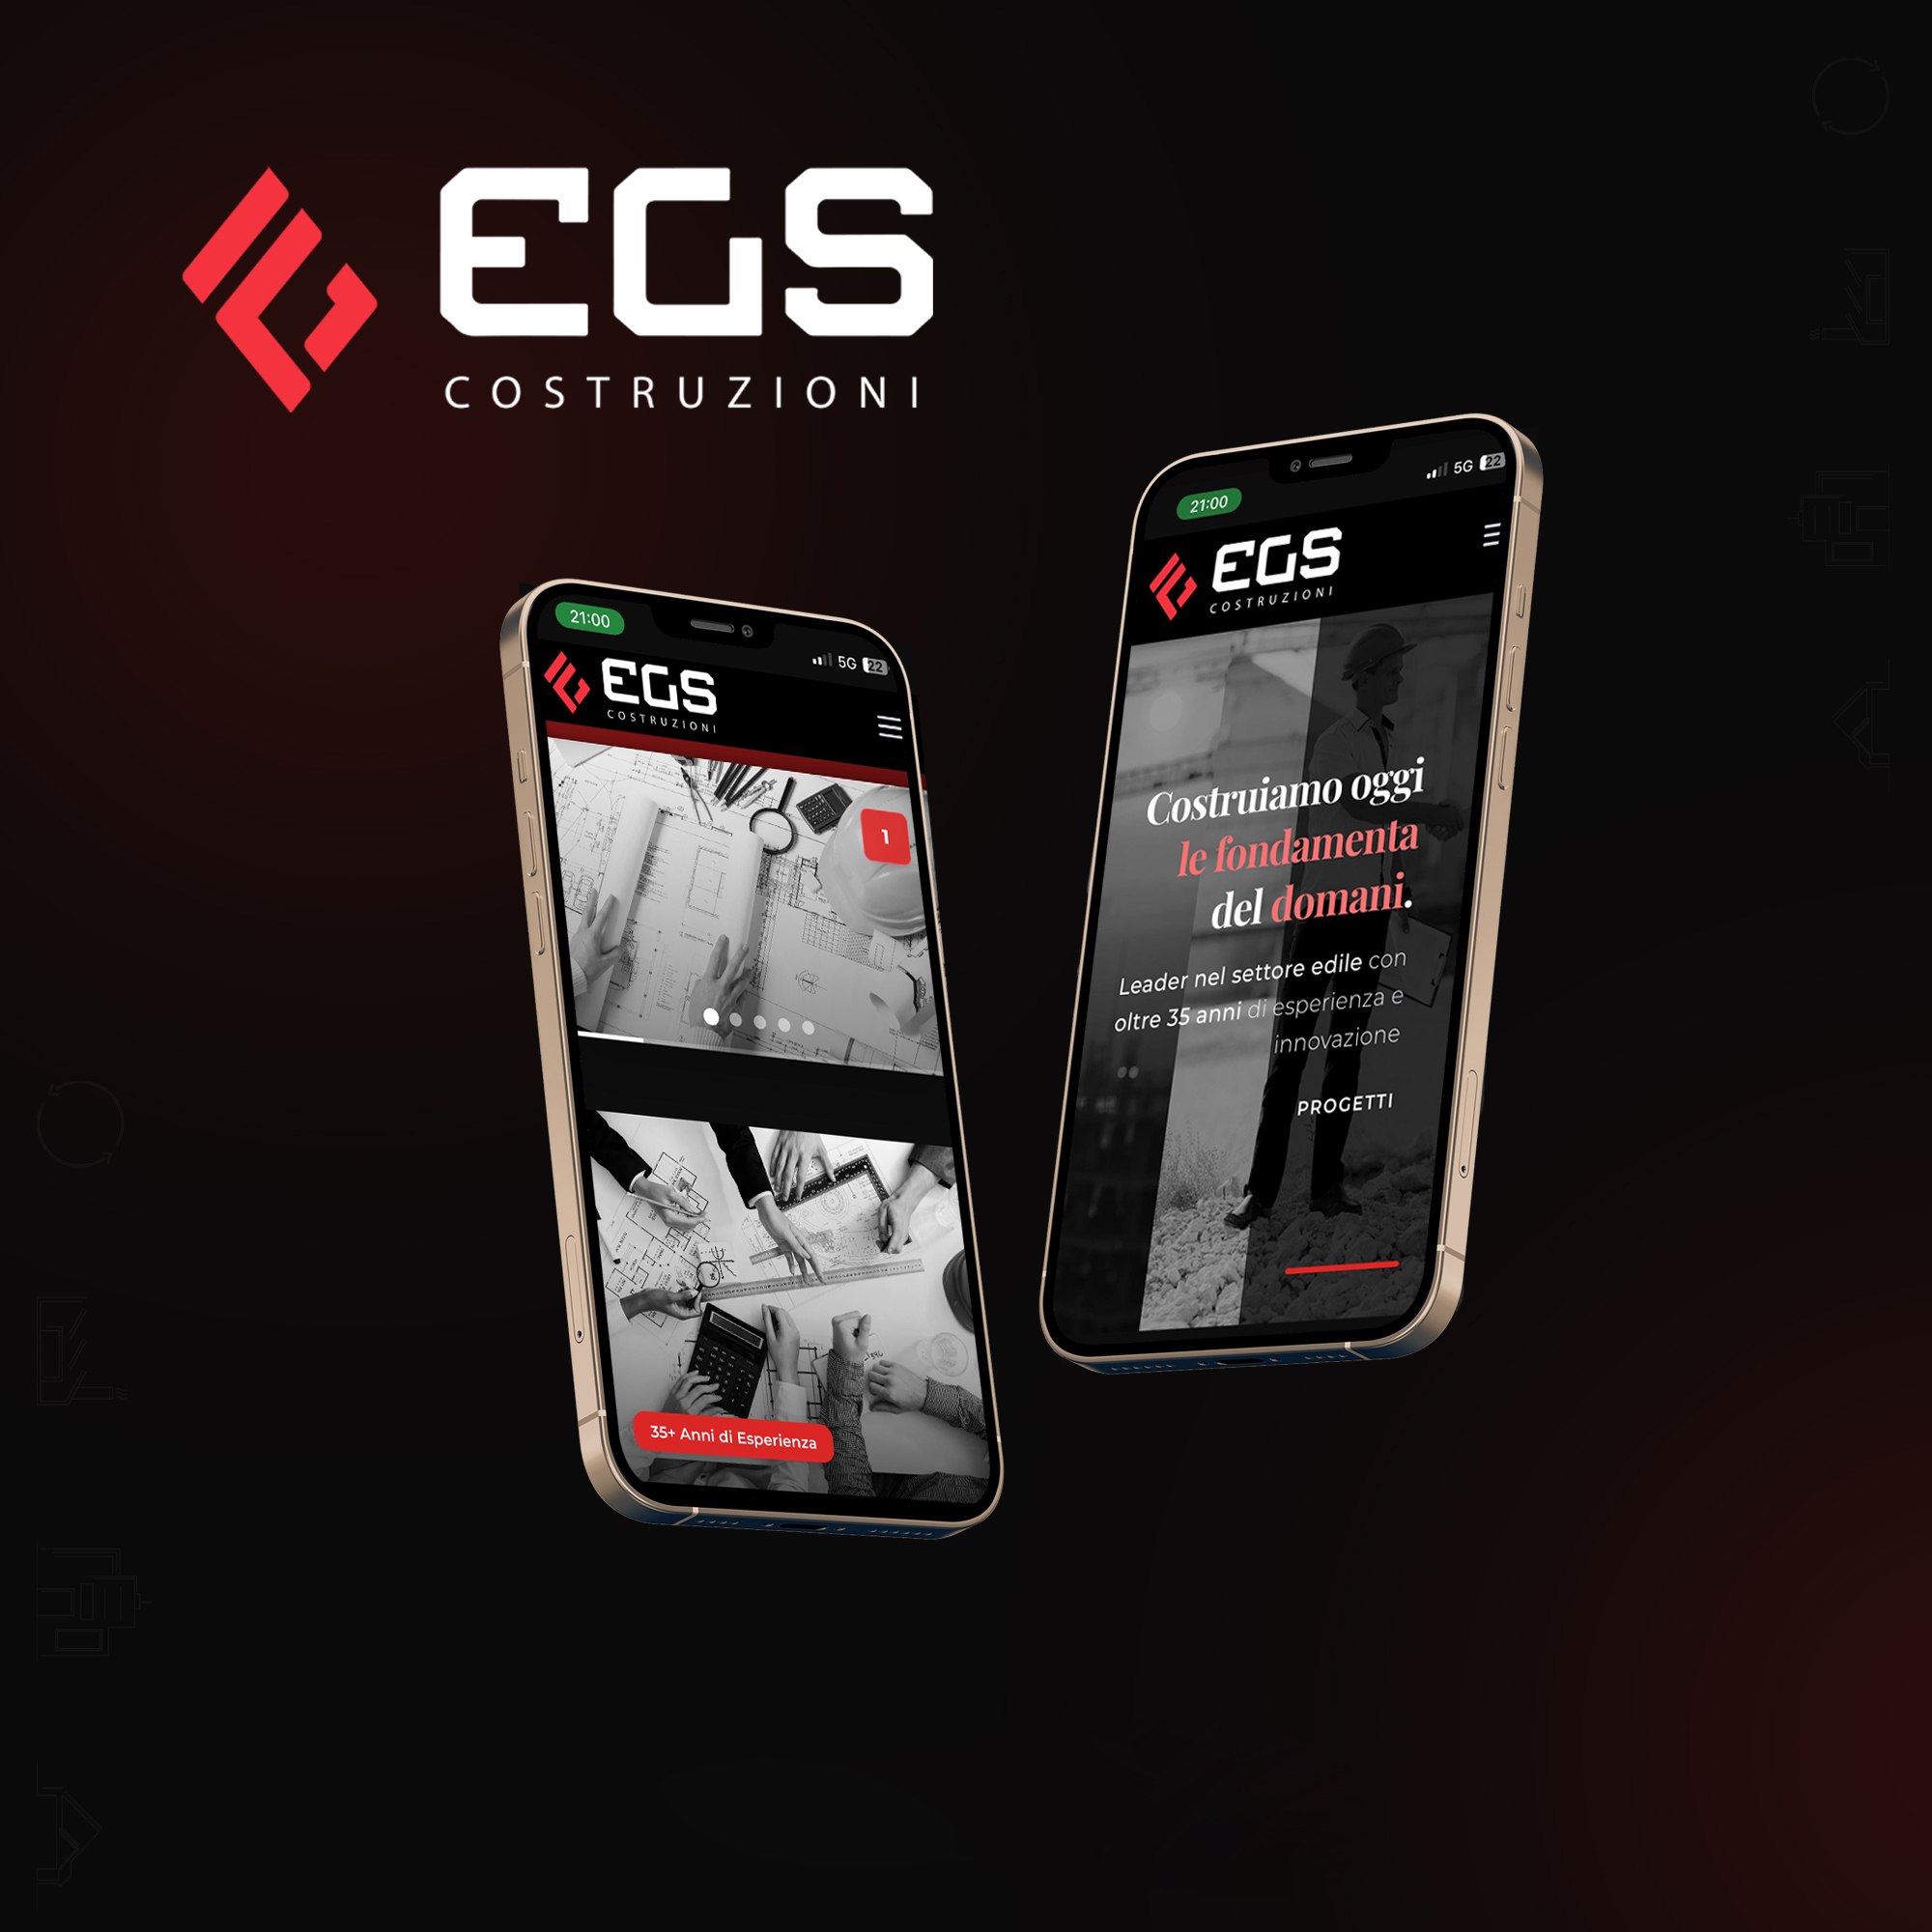 EGS
COSTRUZIONI
21:00
5G 22
EGS
COSTRUZIONI
1
35+ Anni di Esperienza
21:00
5G 22
EGS
COSTRUZIONI
Costruiamo oggi
le fondamenta
del domani.
Leader nel settore edile con
oltre 35 anni di esperienza e
innovazione
PROGETTI